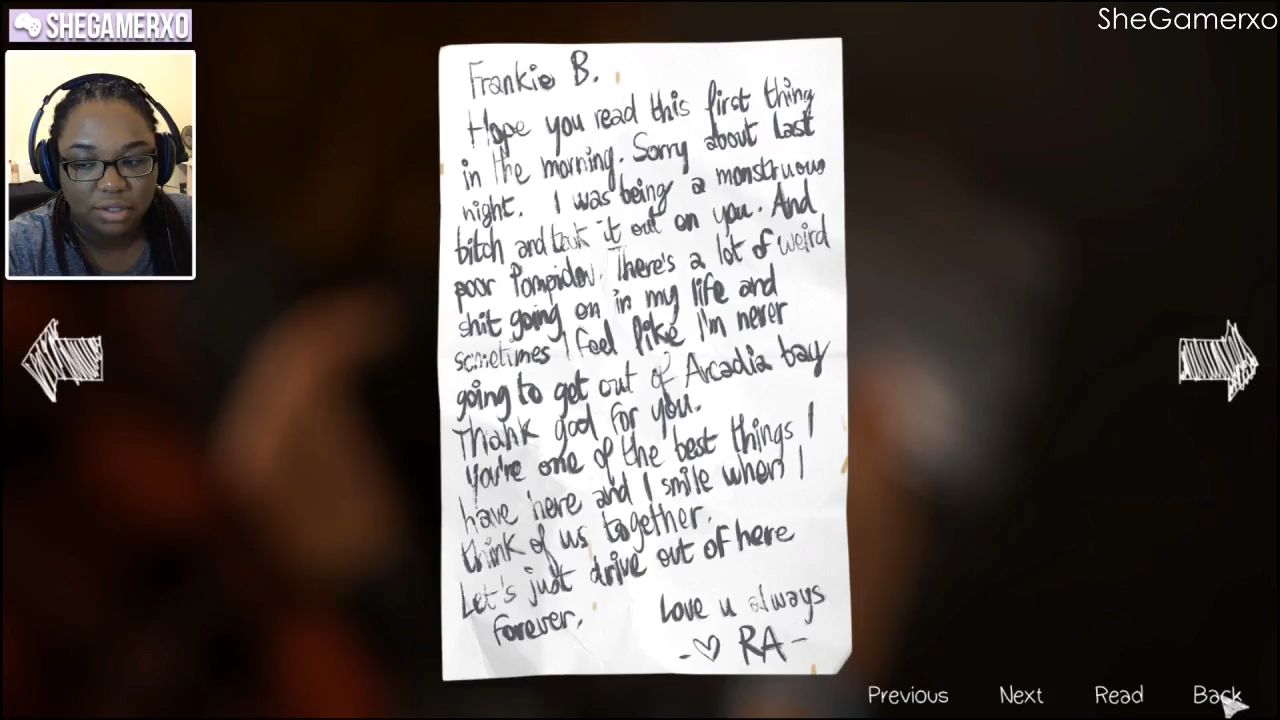 SHEGAMERXO
SheGamerxo
Frankie B.
Hope you read this first thing
in the morning. Sorry about last
night. I was being a monstruous
bitch and took it out on you. And
poor Pompidou. There's a lot of weird
shit going on in my life and
sometimes I feel like I'm never
going to get out of Arcadia bay
Thank god for you.
You're one of the best things I
have here and I smile when I
think of us together.
Let's just drive out of here
forever.
Love u always
-♡ RA-
Previous Next Read Back